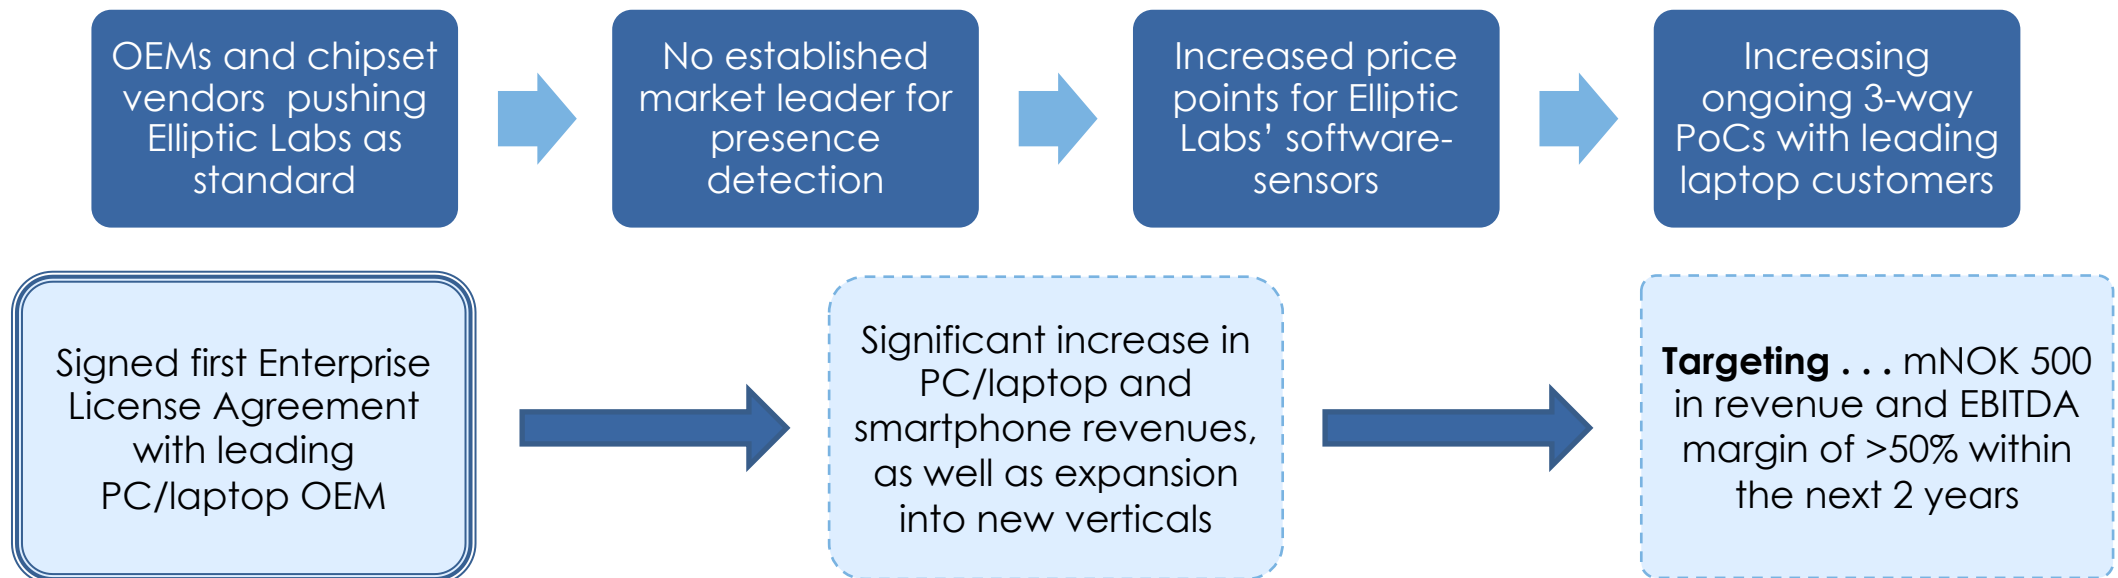 OEMs and chipset
vendors  pushing
Elliptic Labs as
standard
No established
market leader for
presence
detection
Increased price
points for Elliptic
Labs’ software-
sensors
Increasing
ongoing 3-way
PoCs with leading
laptop customers
Signed first Enterprise
License Agreement
with leading
PC/laptop OEM
Significant increase in
PC/laptop and
smartphone revenues,
as well as expansion
into new verticals
Targeting . . . mNOK 500
in revenue and EBITDA
margin of >50% within
the next 2 years